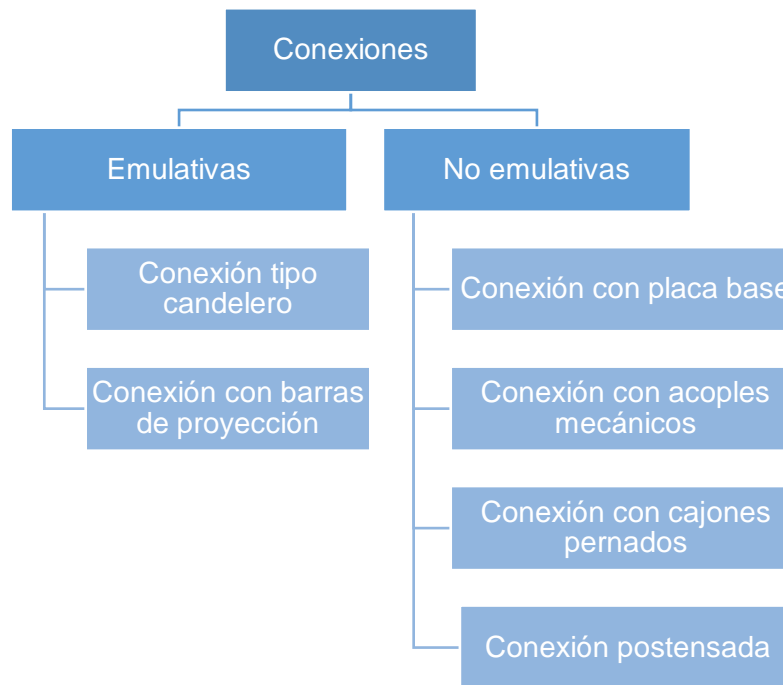 Conexiones
Emulativas
Conexión tipo
candelero
Conexión con barras
de proyección
No emulativas
Conexión con placa base
Conexión con acoples
mecánicos
Conexión con cajones
pernados
Conexión postensada